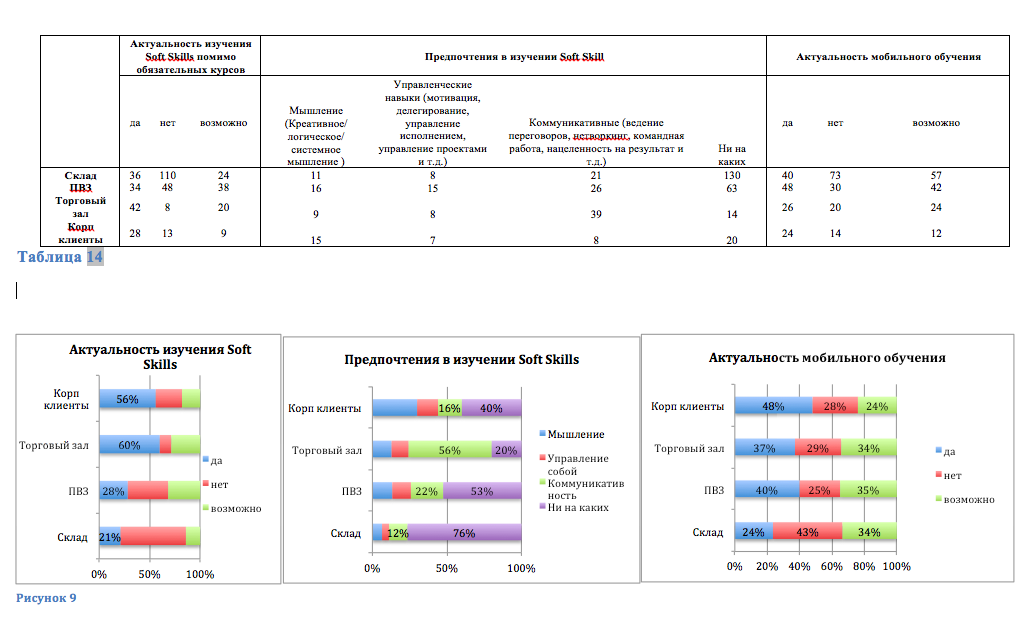 Актуальность изучения
Soft Skills помимо
обязательных курсов
Предпочтения в изучении Soft Skill
Актуальность мобильного обучения
да нет возможно
Мышление
(Креативное/
логическое/
системное
мышление )
Управленческие
навыки (мотивация,
делегирование,
управление
исполнением,
управление проектами
и т.д.)
Коммуникативные (ведение
переговоров, нетворкинг, командная
работа, нацеленность на результат и
т.д.)
Ни на
каких
да нет возможно
Склад 36 110 24 11 8 21 130 40 73 57
ПВЗ 34 48 38 16 15 26 63 48 30 42
Торговый
зал 42 8 20 9 8 39 14 26 20 24
Корп
клиенты 28 13 9 15 7 8 20 24 14 12
Таблица 14
Актуальность изучения Soft
Skills
Корп
клиенты
56%
Торговый зал 60%
ПВЗ 28%
Склад 21%
0% 50% 100%
да
нет
возможно
Предпочтения в изучении Soft Skills
Корп клиенты 16% 40%
Торговый зал 56% 20%
ПВЗ 22% 53%
Склад 12% 76%
0% 50% 100%
Мышление
Управление
собой
Коммуникатив
ность
Ни на каких
Актуальность мобильного обучения
Корп клиенты 48% 28% 24%
Торговый зал 37% 29% 34%
ПВЗ 40% 25% 35%
Склад 24% 43% 34%
0% 20% 40% 60% 80% 100%
да
нет
возможно
Рисунок 9